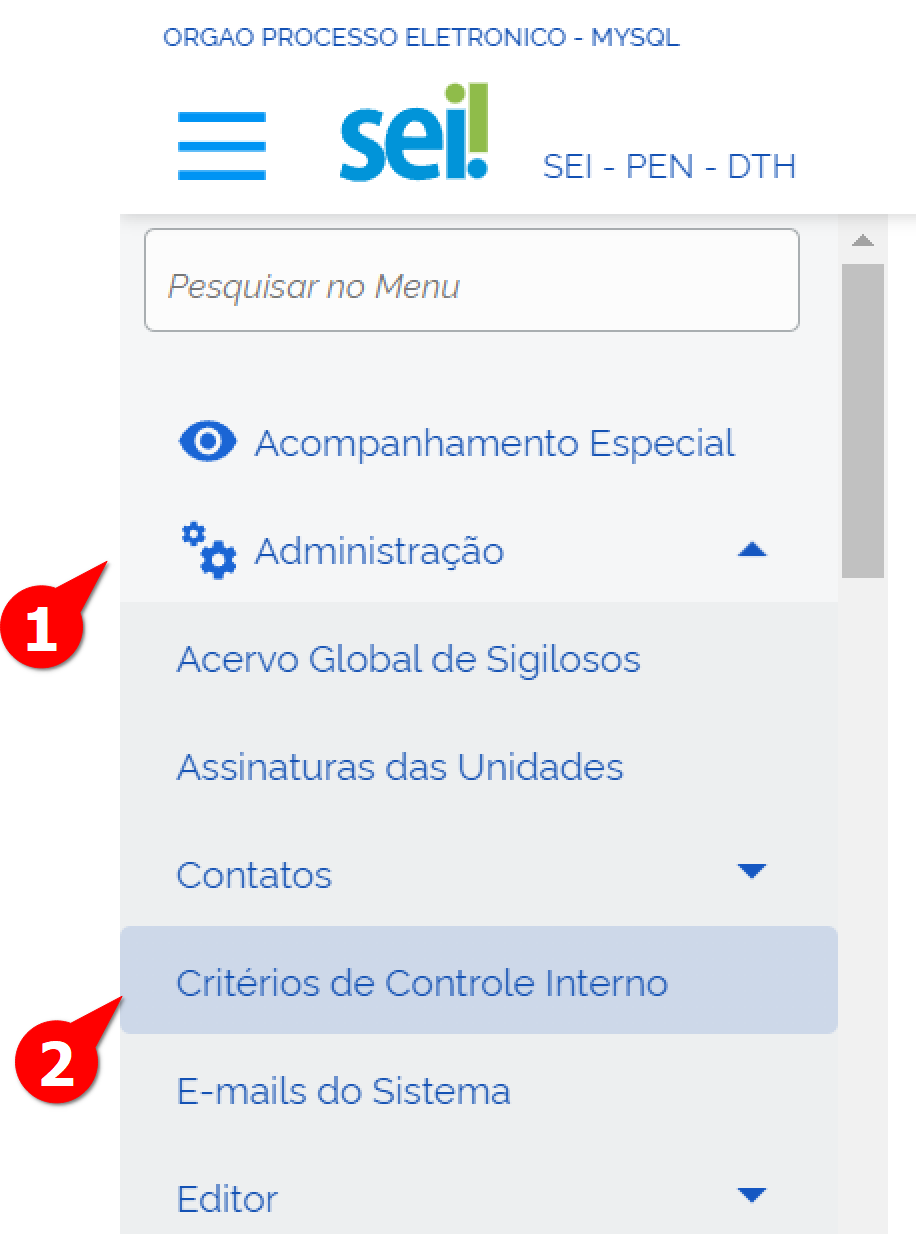 ORGAO PROCESSO ELETRONICO - MYSQL
sei!
SEI - PEN - DTH
Pesquisar no Menu
Acompanhamento Especial
Administração
1
Acervo Global de Sigilosos
Assinaturas das Unidades
Contatos
Critérios de Controle Interno
2
E-mails do Sistema
Editor